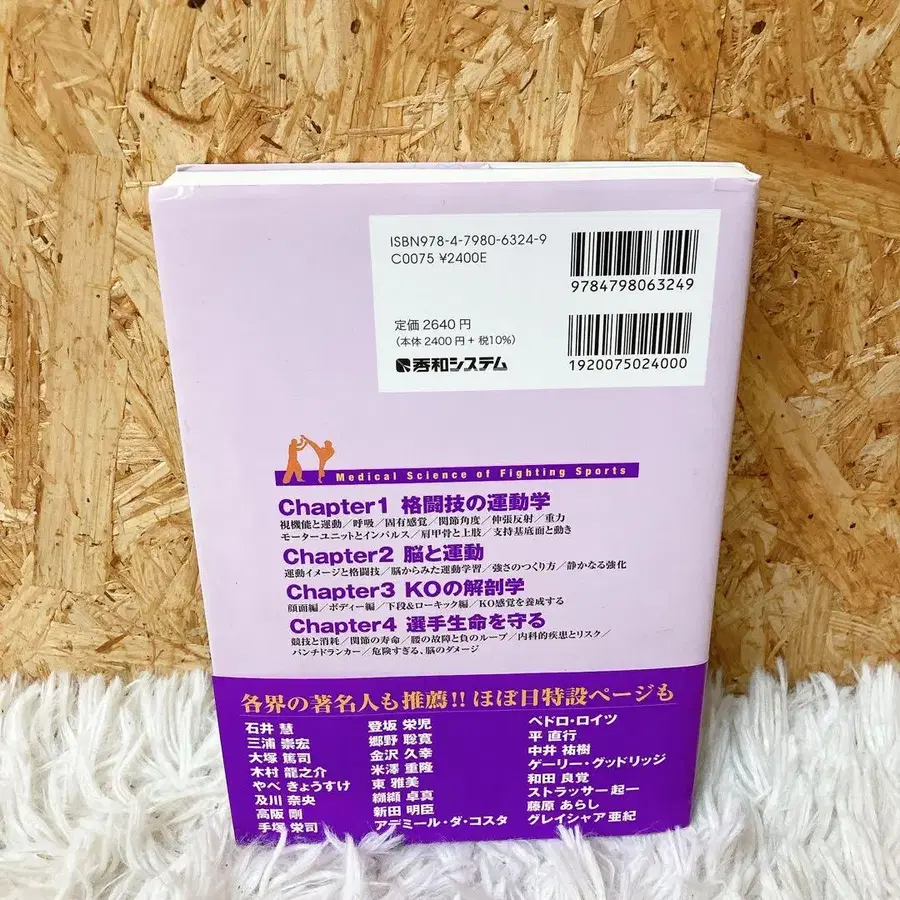 ISBN978-4-7980-6324-9
C0075 ¥2400E
9784798063249
定価 2640 円
(本体 2400 円 + 税10%)
秀和システム
1920075024000
Medical Science of Fighting Sports
Chapter1 格闘技の運動学
視機能と運動／呼吸／固有感覚／関節角度／伸張反射／重力
モーターユニットとインパルス／肩甲骨と上肢／支持基底面と動き
Chapter2 脳と運動
運動イメージと格闘技／脳からみた運動学習／強さのつくり方／静かなる強化
Chapter3 KOの解剖学
顔面編／ボディー編／下段&ローキック編／KO感覚を養成する
Chapter4 選手生命を守る
競技と消耗／関節の寿命／腰の故障と負のループ／内科的疾患とリスク／
パンチドランカー／危険すぎる、脳のダメージ
各界の著名人も推薦!! ほぼ日特設ページも
石井 慧
三浦 崇宏
大塚 篤司
木村 龍之介
やべ きょうすけ
及川 奈央
高阪 剛
手塚 栄司
登坂 栄児
郷野 聡寛
金沢 久幸
米澤 重隆
東 雅美
纐纈 卓真
新田 明臣
アデミール・ダ・コスタ
ペドロ・ロイツ
平 直行
中井 祐樹
ゲーリー・グッドリッジ
和田 良覚
ストラッサー 起一
藤原 あらし
グレイシャア 亜紀